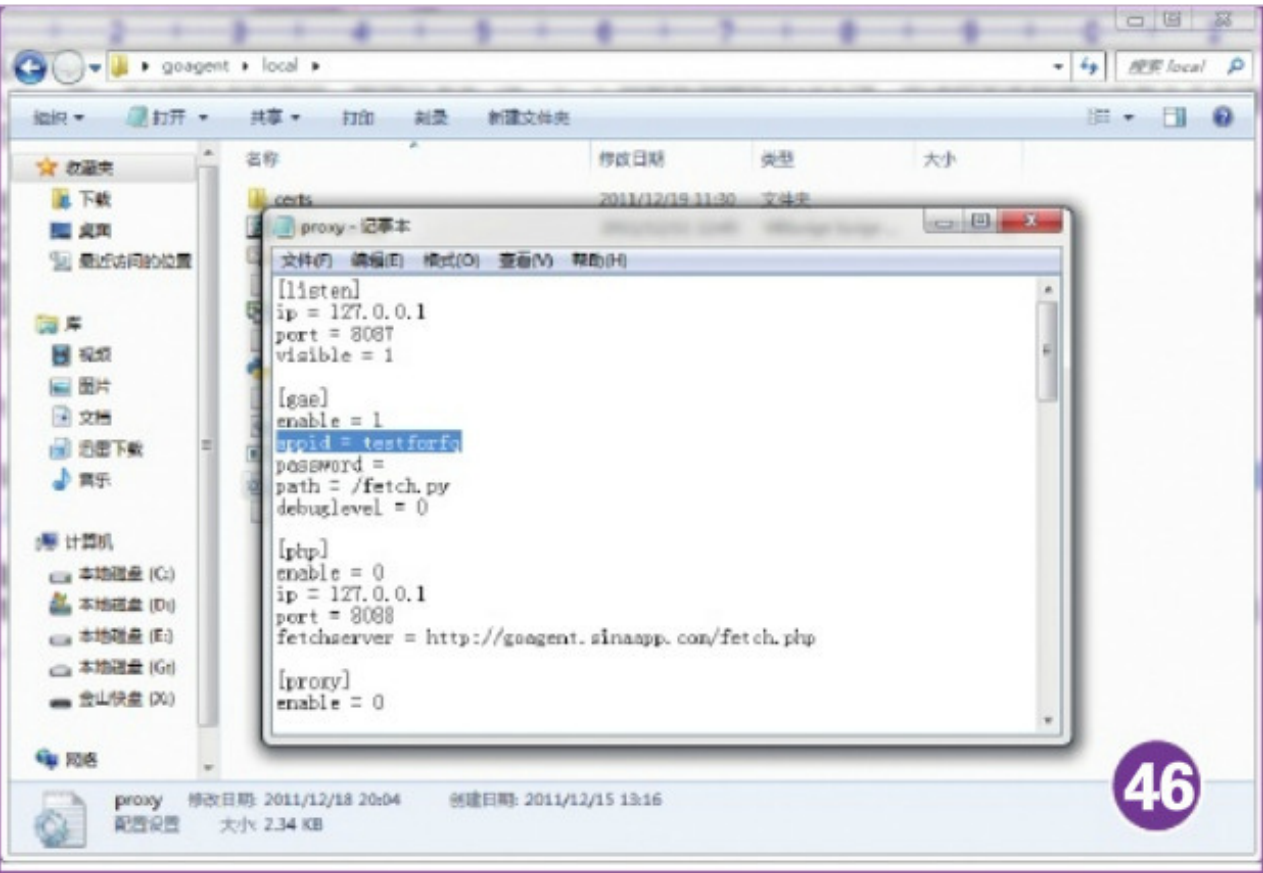 goagent ▸ local ▸
搜索 local
组织 打开 共享 打印 刻录 新建文件夹
收藏夹
下载
桌面
最近访问的位置
库
视频
图片
文档
迅雷下载
音乐
计算机
本地磁盘 (C:)
本地磁盘 (D:)
本地磁盘 (E:)
本地磁盘 (G:)
金山快盘 (X:)
网络
名称 修改日期 类型 大小
certs 2011/12/19 11:30 文件夹
proxy - 记事本
文件(F) 编辑(E) 格式(O) 查看(V) 帮助(H)
[listen]
ip = 127.0.0.1
port = 8087
visible = 1
[gae]
enable = 1
appid = testforfq
password =
path = /fetch.py
debuglevel = 0
[php]
enable = 0
ip = 127.0.0.1
port = 8088
fetchserver = http://goagent.sinaapp.com/fetch.php
[proxy]
enable = 0
proxy 修改日期: 2011/12/18 20:04 创建日期: 2011/12/15 13:16
配置设置 大小: 2.34 KB
46